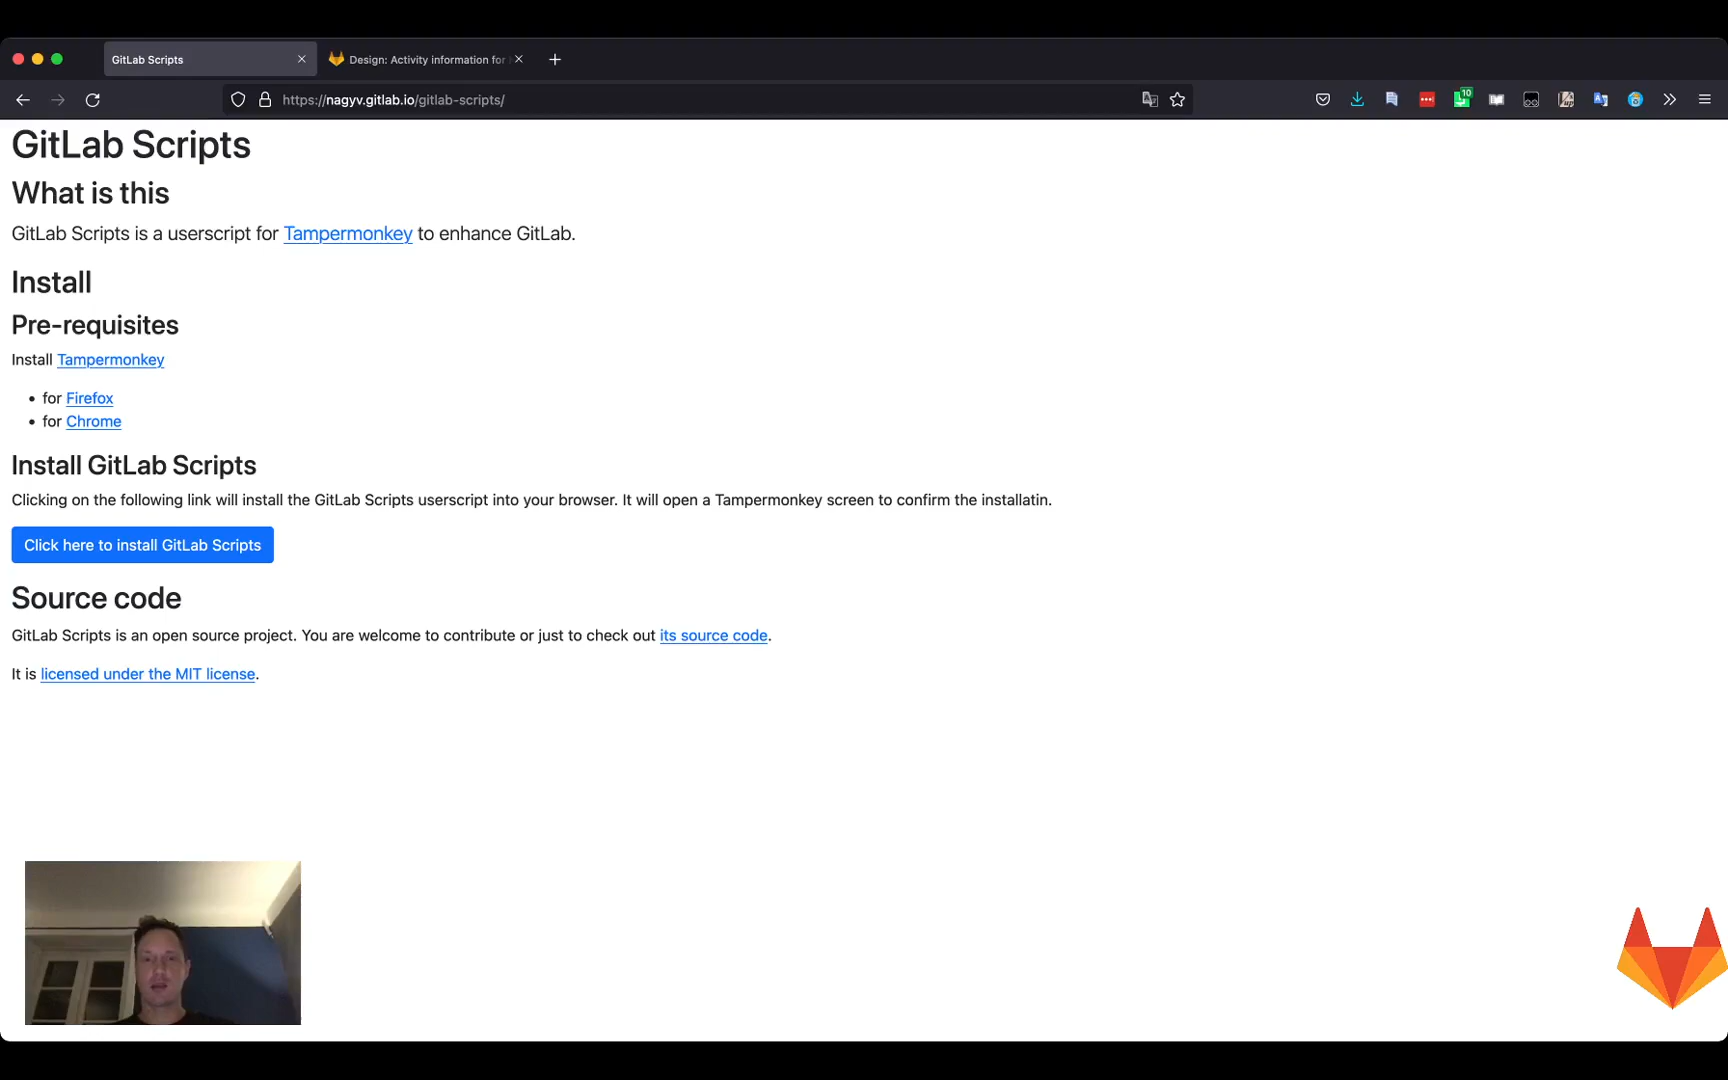 GitLab Scripts
Design: Activity information for
https://nagyv.gitlab.io/gitlab-scripts/
10
GitLab Scripts
What is this
GitLab Scripts is a userscript for Tampermonkey to enhance GitLab.
Install
Pre-requisites
Install Tampermonkey
• for Firefox
• for Chrome
Install GitLab Scripts
Clicking on the following link will install the GitLab Scripts userscript into your browser. It will open a Tampermonkey screen to confirm the installatin.
Click here to install GitLab Scripts
Source code
GitLab Scripts is an open source project. You are welcome to contribute or just to check out its source code.
It is licensed under the MIT license.